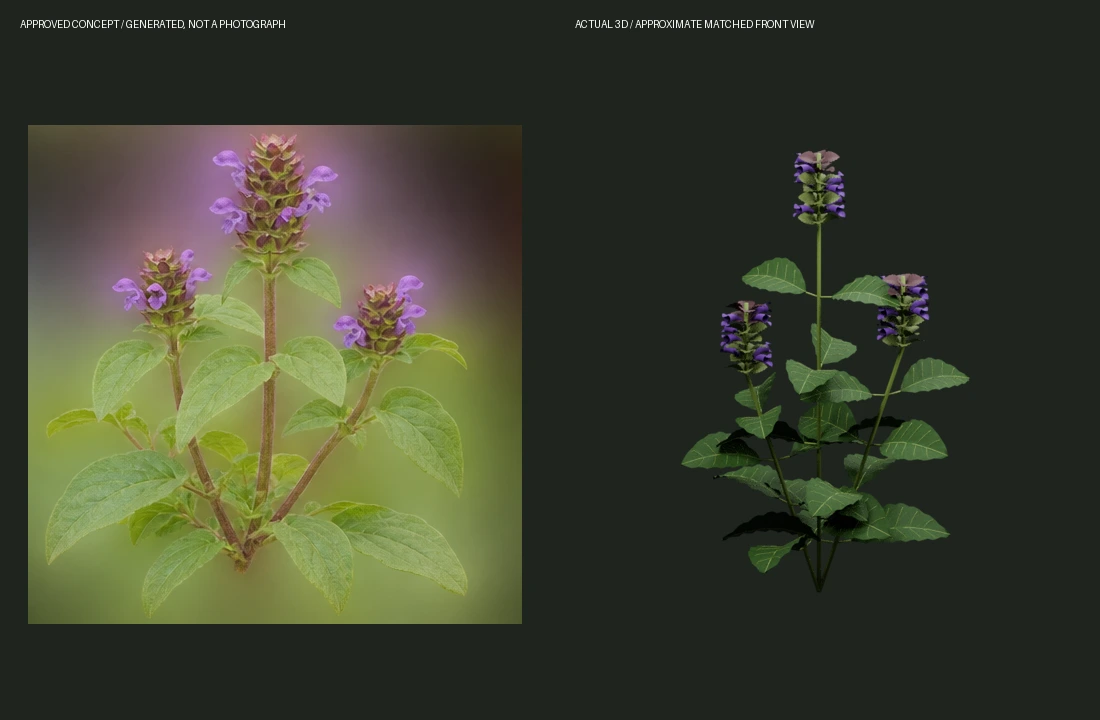 APPROVED CONCEPT / GENERATED, NOT A PHOTOGRAPH
ACTUAL 3D / APPROXIMATE MATCHED FRONT VIEW